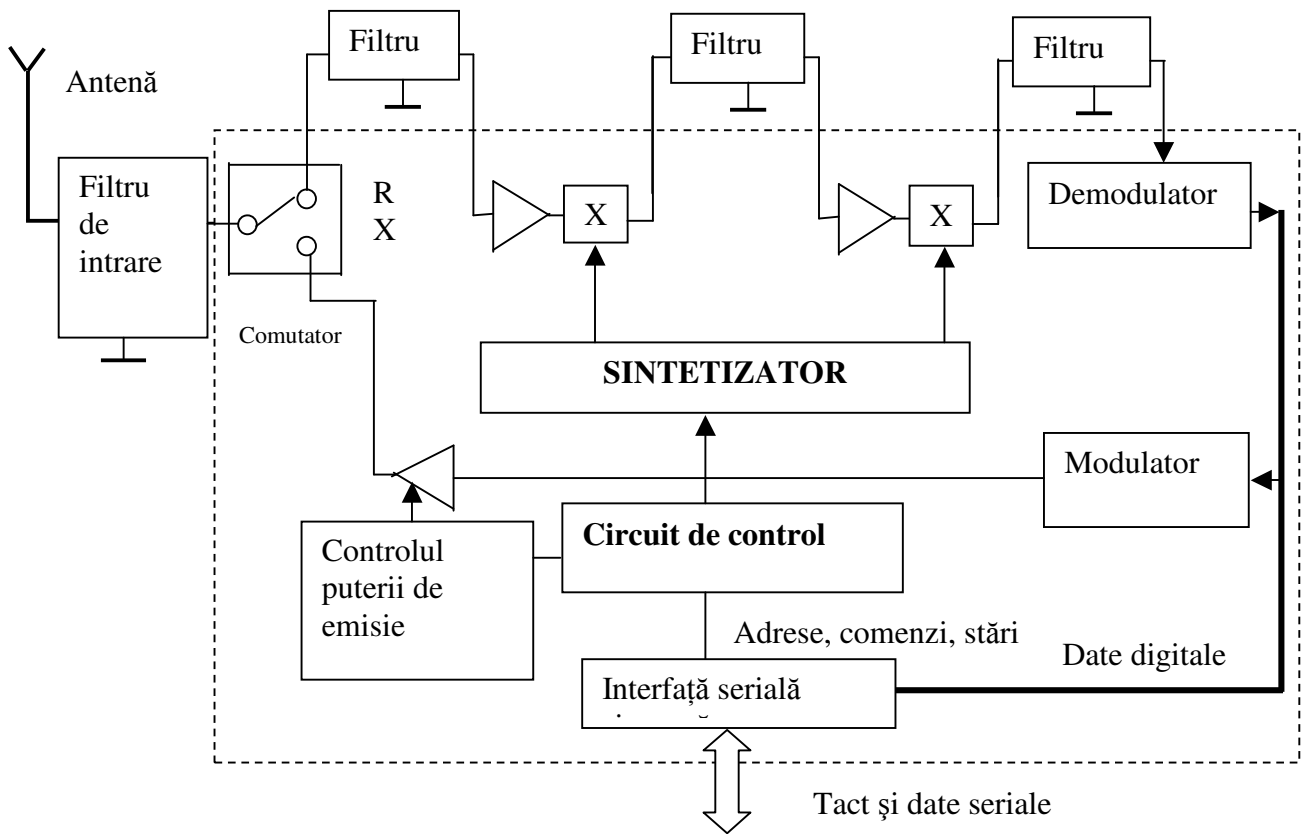 Filtru
Filtru
Filtru
Antenă
Filtru
de
intrare
R
X
X
X
Demodulator
Comutator
SINTETIZATOR
Modulator
Circuit de control
Controlul
puterii de
emisie
Adrese, comenzi, stări
Date digitale
Interfață serială
Tact şi date seriale